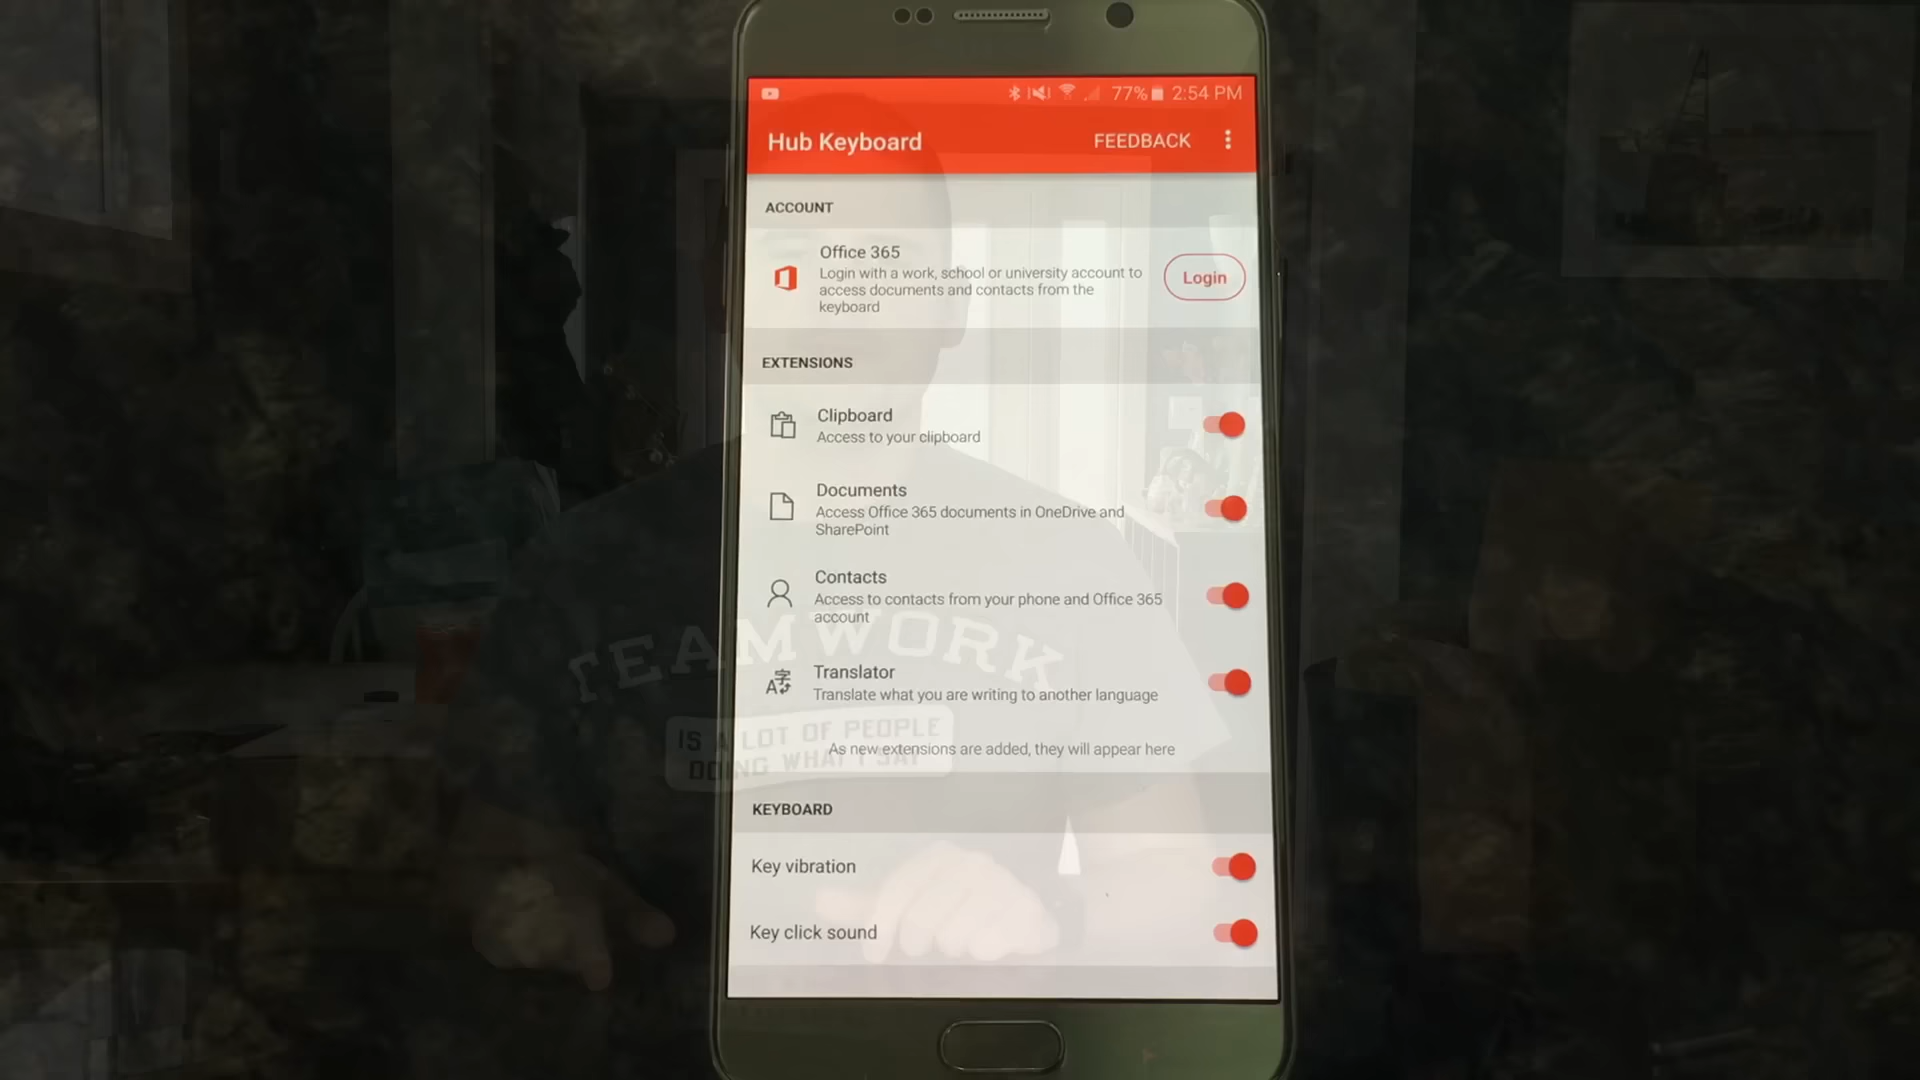 77% 2:54 PM
Hub Keyboard FEEDBACK
ACCOUNT
Office 365
Login with a work, school or university account to
access documents and contacts from the
keyboard
Login
EXTENSIONS
Clipboard
Access to your clipboard
Documents
Access Office 365 documents in OneDrive and
SharePoint
Contacts
Access to contacts from your phone and Office 365
account
TEAMWORK
Translator
Translate what you are writing to another language
IS A LOT OF PEOPLE
DOING WHAT I SAY
As new extensions are added, they will appear here
KEYBOARD
Key vibration
Key click sound